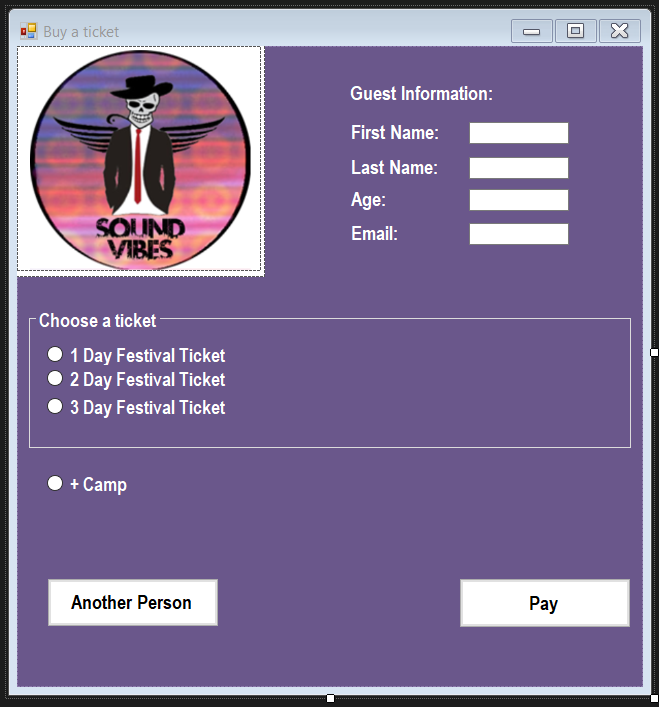 Buy a ticket
SOUND
VIBES
Guest Information:
First Name:
Last Name:
Age:
Email:
Choose a ticket
1 Day Festival Ticket
2 Day Festival Ticket
3 Day Festival Ticket
+ Camp
Another Person
Pay